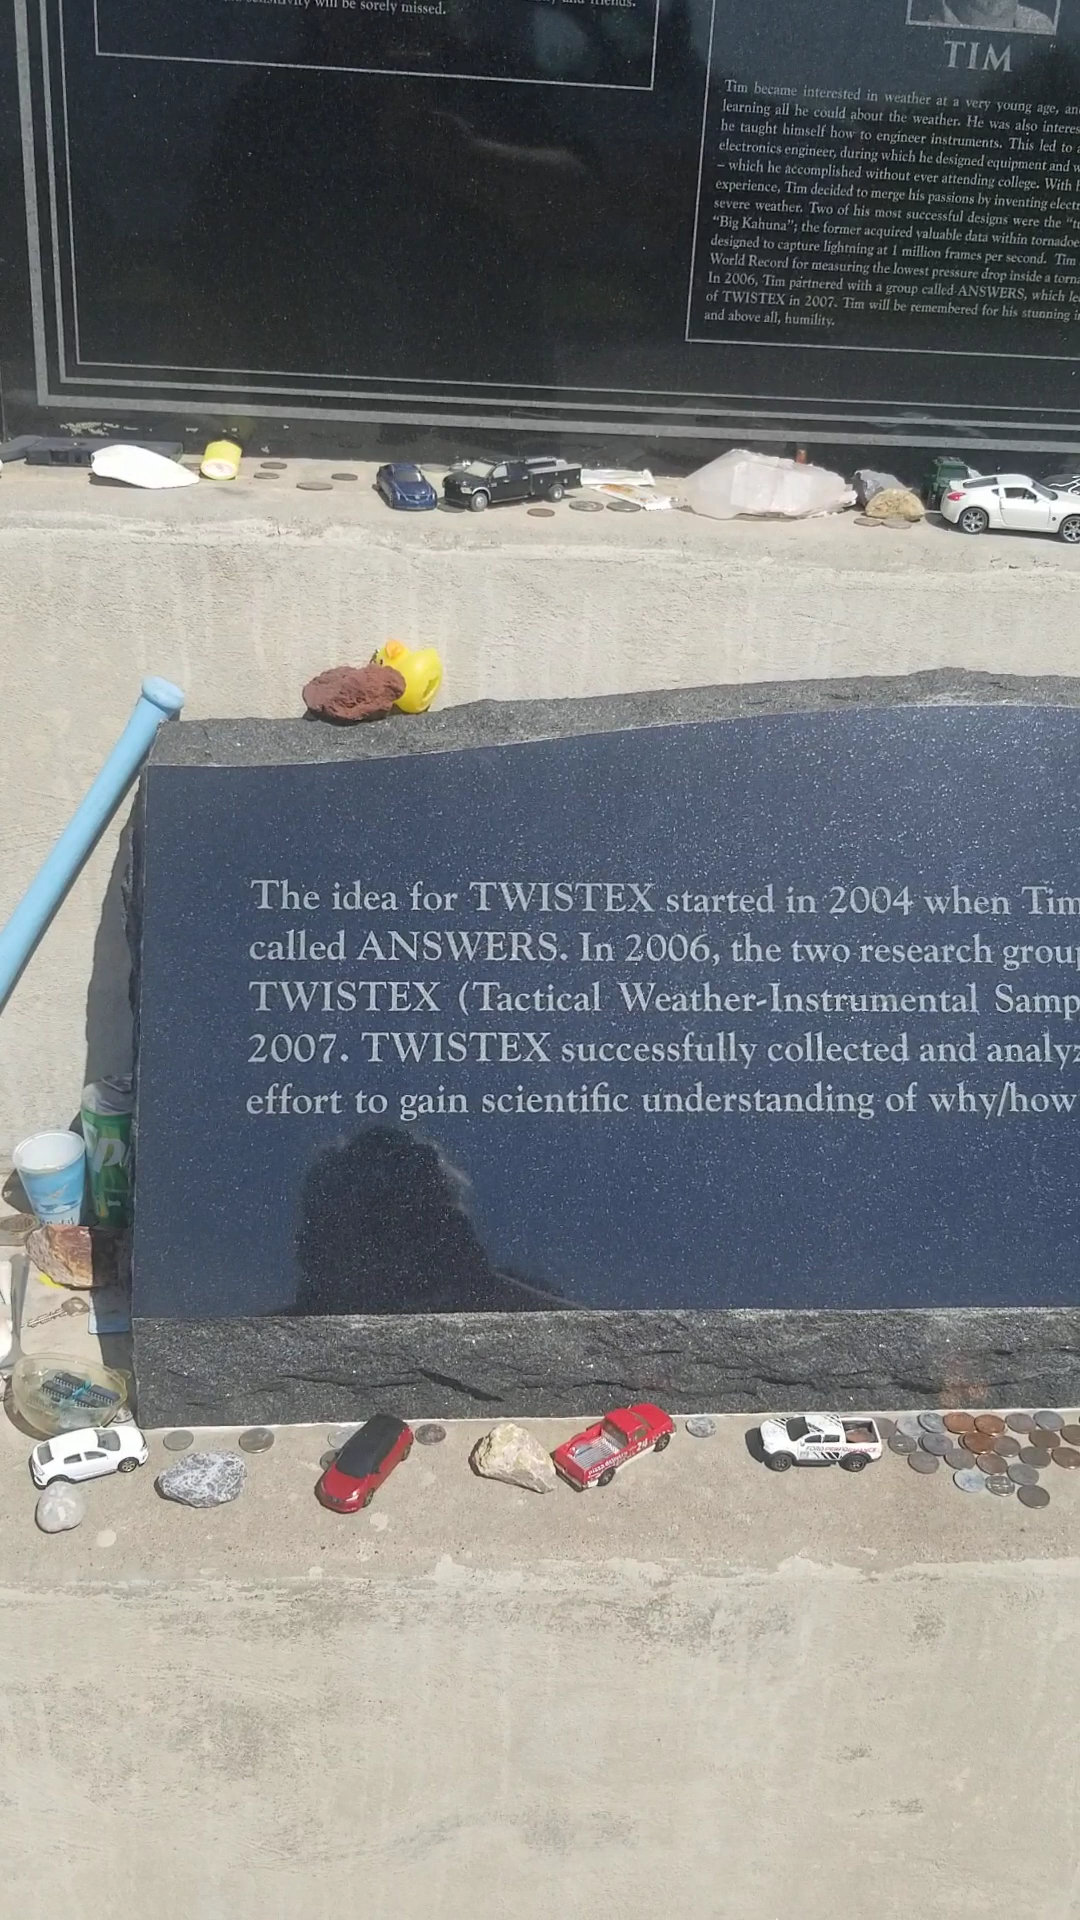 will be sorely missed.
friends.
TIM
Tim became interested in weather at a very young age,
learning all he could about the weather. He was also
he taught himself how to engineer instruments. This led to
electronics engineer, during which he designed equipment and
– which he accomplished without ever attending college. With
experience, Tim decided to merge his passions by inventing
severe weather. Two of his most successful designs were the
"Big Kahuna"; the former acquired valuable data within
designed to capture lightning at 1 million frames per second. Tim
World Record for measuring the lowest pressure drop inside a
In 2006, Tim partnered with a group called ANSWERS, which
of TWISTEX in 2007. Tim will be remembered for his stunning
and above all, humility.
The idea for TWISTEX started in 2004 when Tim
called ANSWERS. In 2006, the two research
TWISTEX (Tactical Weather-Instrumental Samp
2007. TWISTEX successfully collected and analyz
effort to gain scientific understanding of why/how
FORD PERFORMANCE